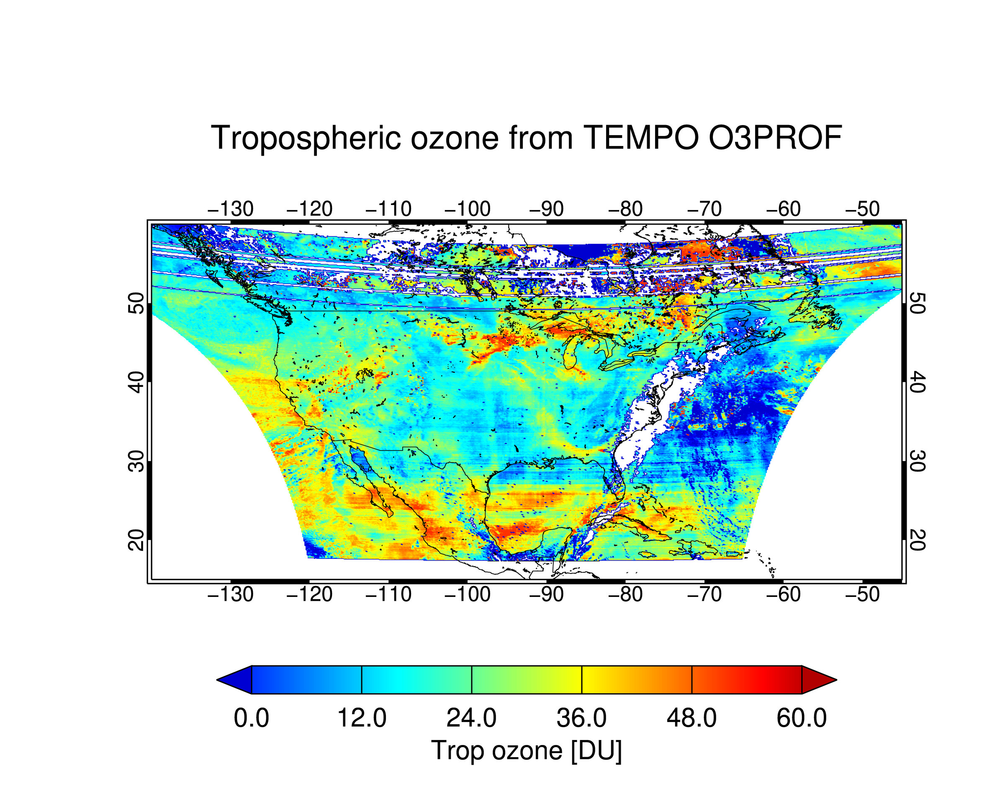 Tropospheric ozone from TEMPO O3PROF
−130 −120 −110 −100 −90 −80 −70 −60 −50
50 50
40 40
30 30
20 20
−130 −120 −110 −100 −90 −80 −70 −60 −50
0.0 12.0 24.0 36.0 48.0 60.0
Trop ozone [DU]